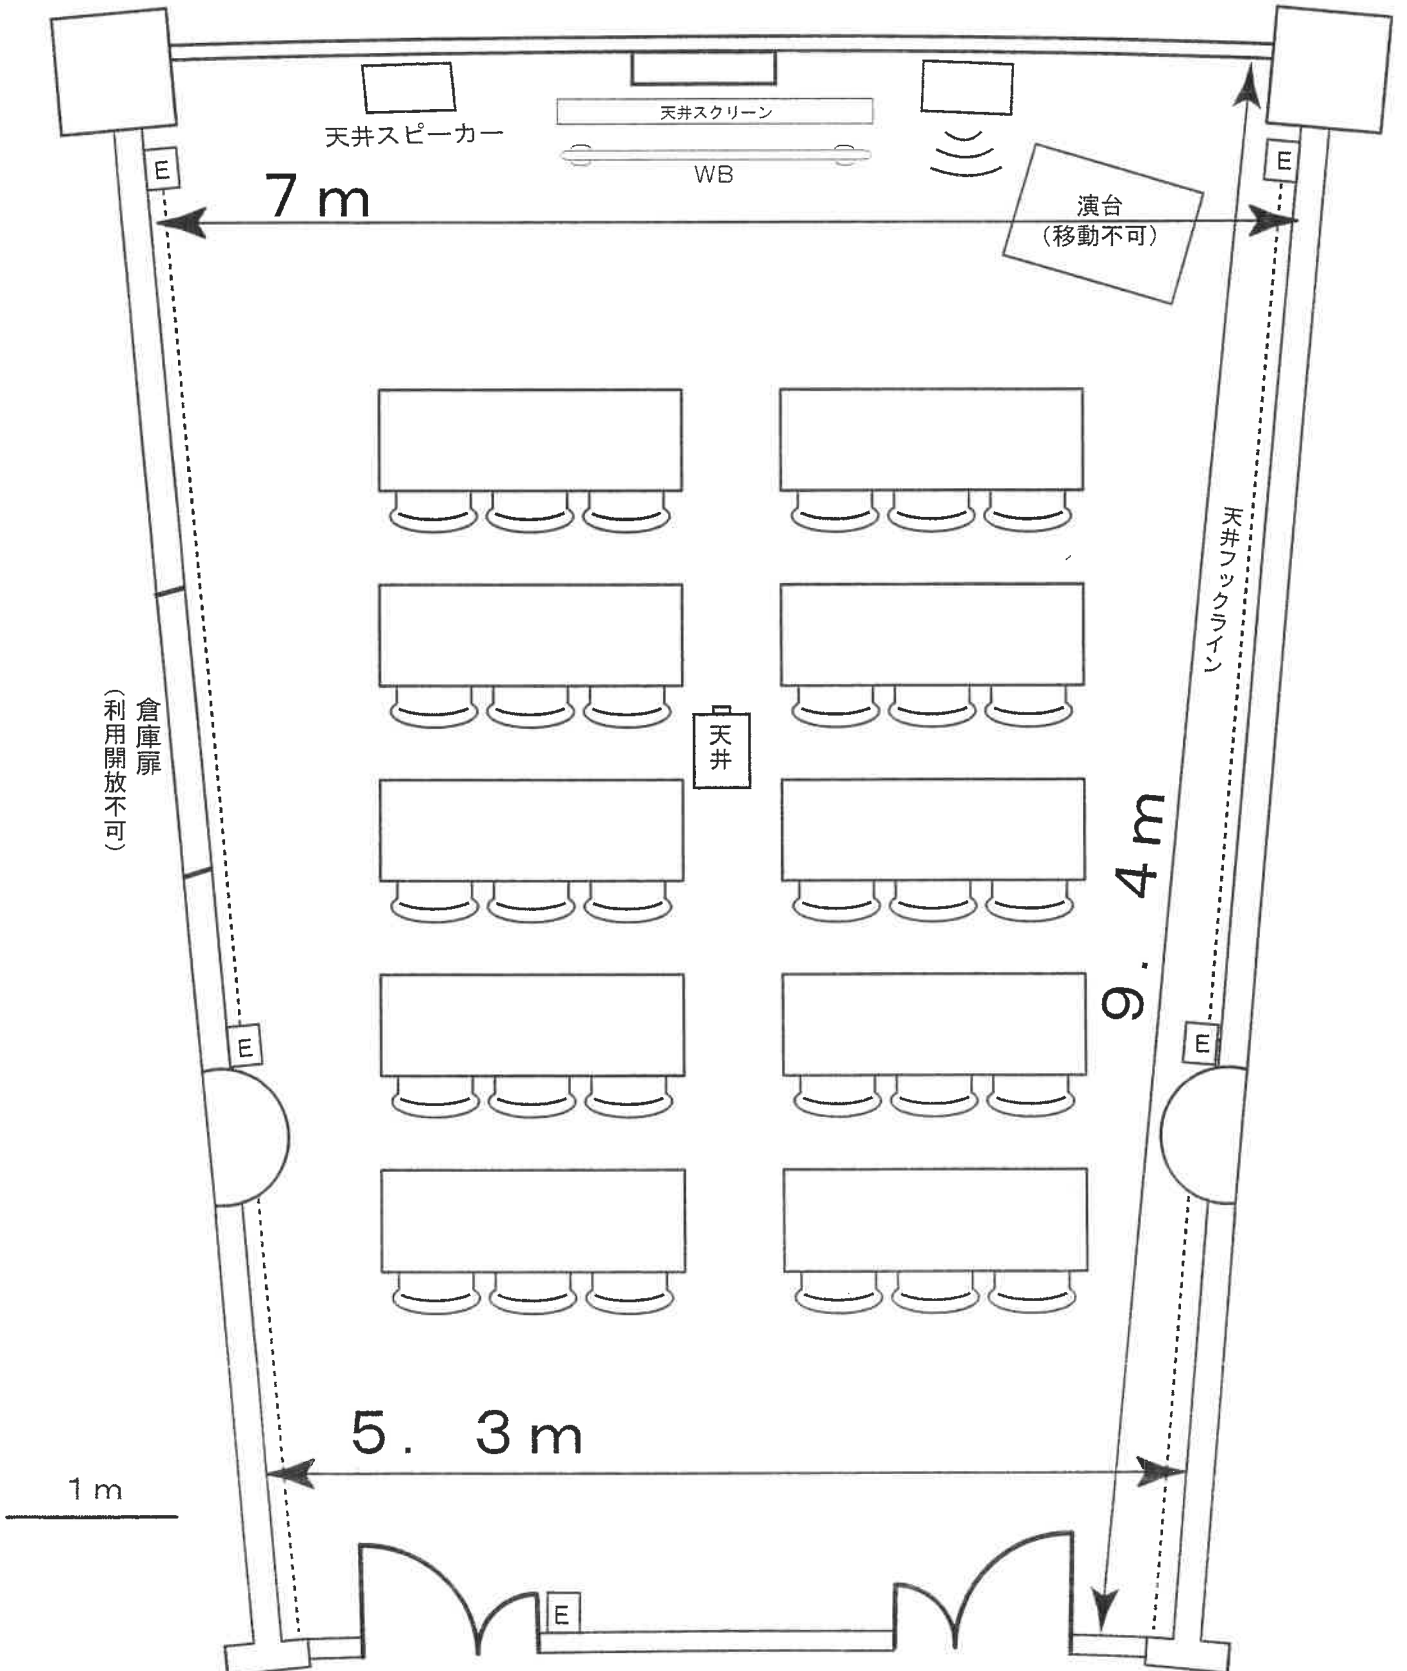 天井スクリーン
天井スピーカー
WB
E
E
7m
演台
(移動不可)
天井フックライン
倉庫扉
(利用開放不可)
天井
9.4m
E
E
5.3m
1m
E